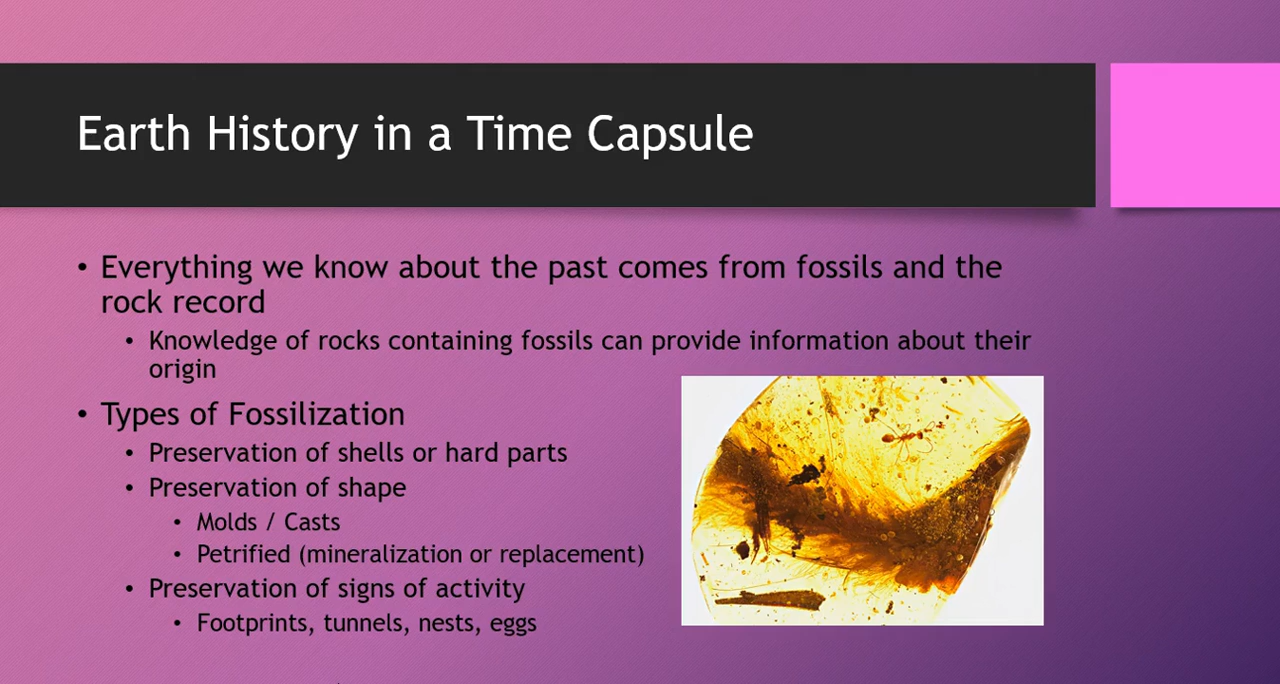 Earth History in a Time Capsule
• Everything we know about the past comes from fossils and the
rock record
• Knowledge of rocks containing fossils can provide information about their
origin
• Types of Fossilization
• Preservation of shells or hard parts
• Preservation of shape
• Molds / Casts
• Petrified (mineralization or replacement)
• Preservation of signs of activity
• Footprints, tunnels, nests, eggs